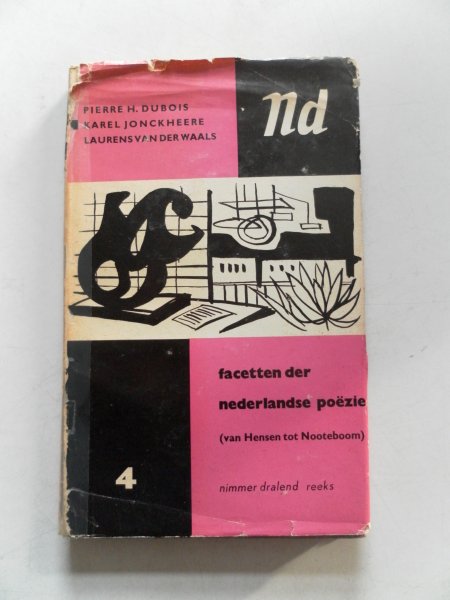 PIERRE H. DUBOIS
KAREL JONCKHEERE
LAURENS VAN DER WAALS
nd
facetten der
nederlandse poëzie
(van Hensen tot Nooteboom)
4
nimmer dralend reeks